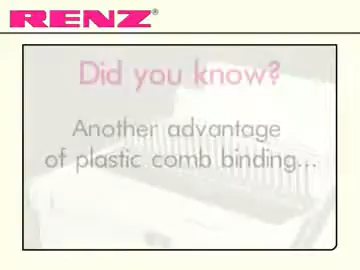 RENZ®
Did you know?
Another advantage
of plastic comb binding...